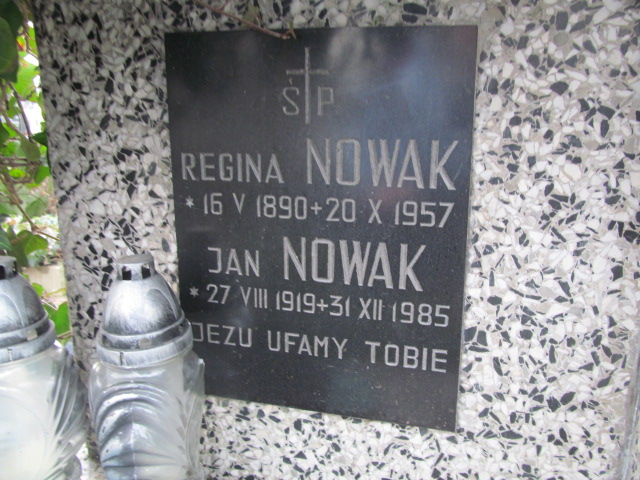 Ś P
REGINA NOWAK
* 16 V 1890 + 20 X 1957
JAN NOWAK
* 27 VIII 1919 + 31 XII 1985
JEZU UFAMY TOBIE